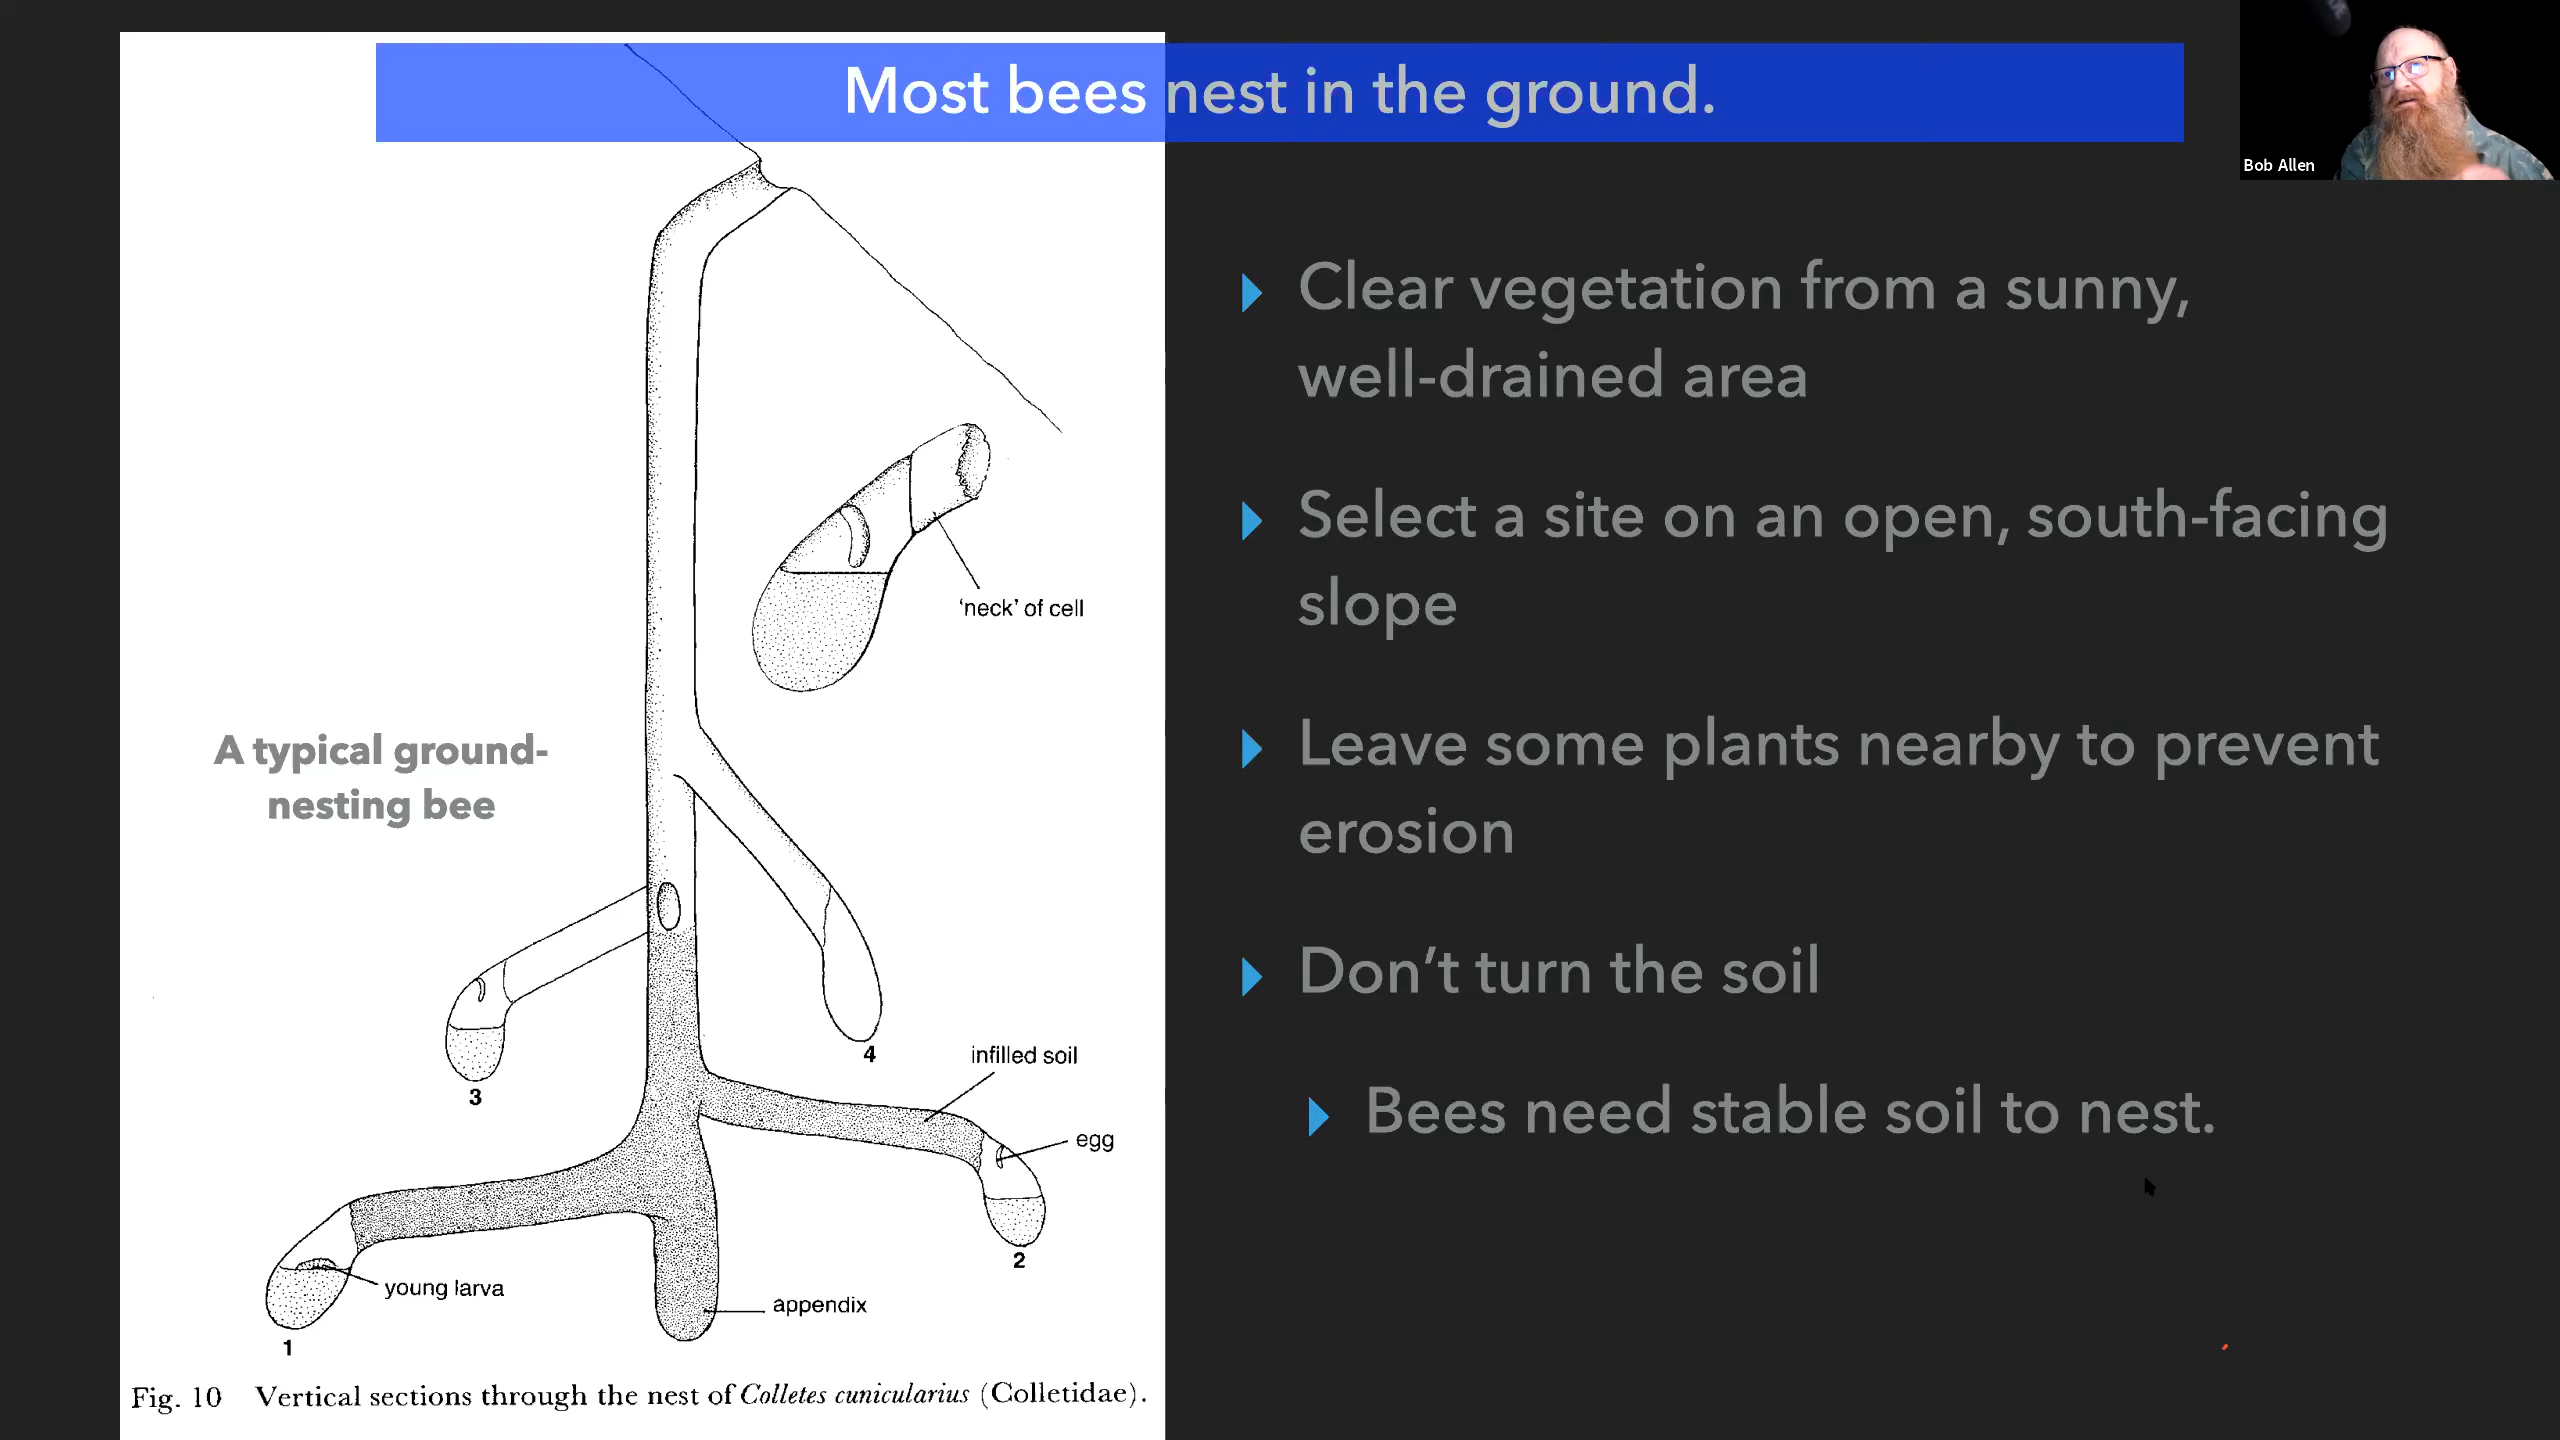 Most bees nest in the ground.
Bob Allen
Clear vegetation from a sunny,
well-drained area
Select a site on an open, south-facing
slope
Leave some plants nearby to prevent
erosion
Don’t turn the soil
Bees need stable soil to nest.
A typical ground-
nesting bee
‘neck’ of cell
4
3
infilled soil
egg
2
young larva
appendix
1
Fig. 10 Vertical sections through the nest of Colletes cunicularius (Colletidae).